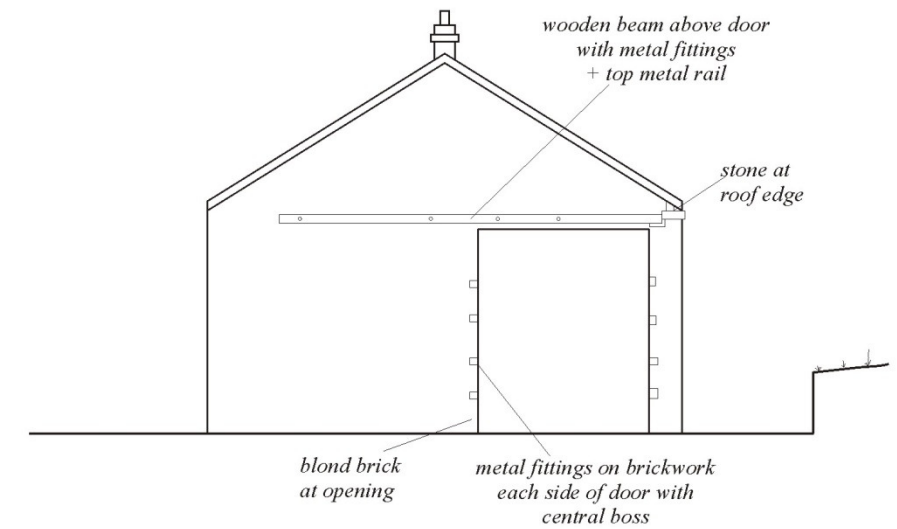 wooden beam above door
with metal fittings
+ top metal rail
stone at
roof edge
blond brick
at opening
metal fittings on brickwork
each side of door with
central boss